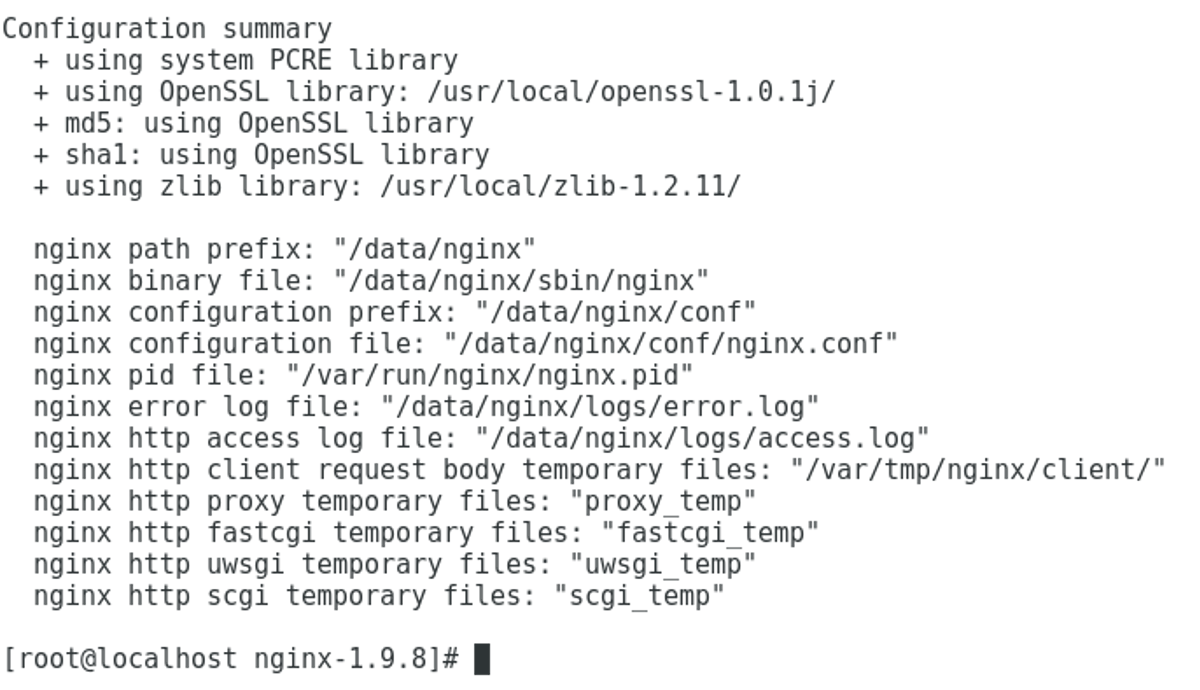 Configuration summary
  + using system PCRE library
  + using OpenSSL library: /usr/local/openssl-1.0.1j/
  + md5: using OpenSSL library
  + sha1: using OpenSSL library
  + using zlib library: /usr/local/zlib-1.2.11/

  nginx path prefix: "/data/nginx"
  nginx binary file: "/data/nginx/sbin/nginx"
  nginx configuration prefix: "/data/nginx/conf"
  nginx configuration file: "/data/nginx/conf/nginx.conf"
  nginx pid file: "/var/run/nginx/nginx.pid"
  nginx error log file: "/data/nginx/logs/error.log"
  nginx http access log file: "/data/nginx/logs/access.log"
  nginx http client request body temporary files: "/var/tmp/nginx/client/"
  nginx http proxy temporary files: "proxy_temp"
  nginx http fastcgi temporary files: "fastcgi_temp"
  nginx http uwsgi temporary files: "uwsgi_temp"
  nginx http scgi temporary files: "scgi_temp"

[root@localhost nginx-1.9.8]#